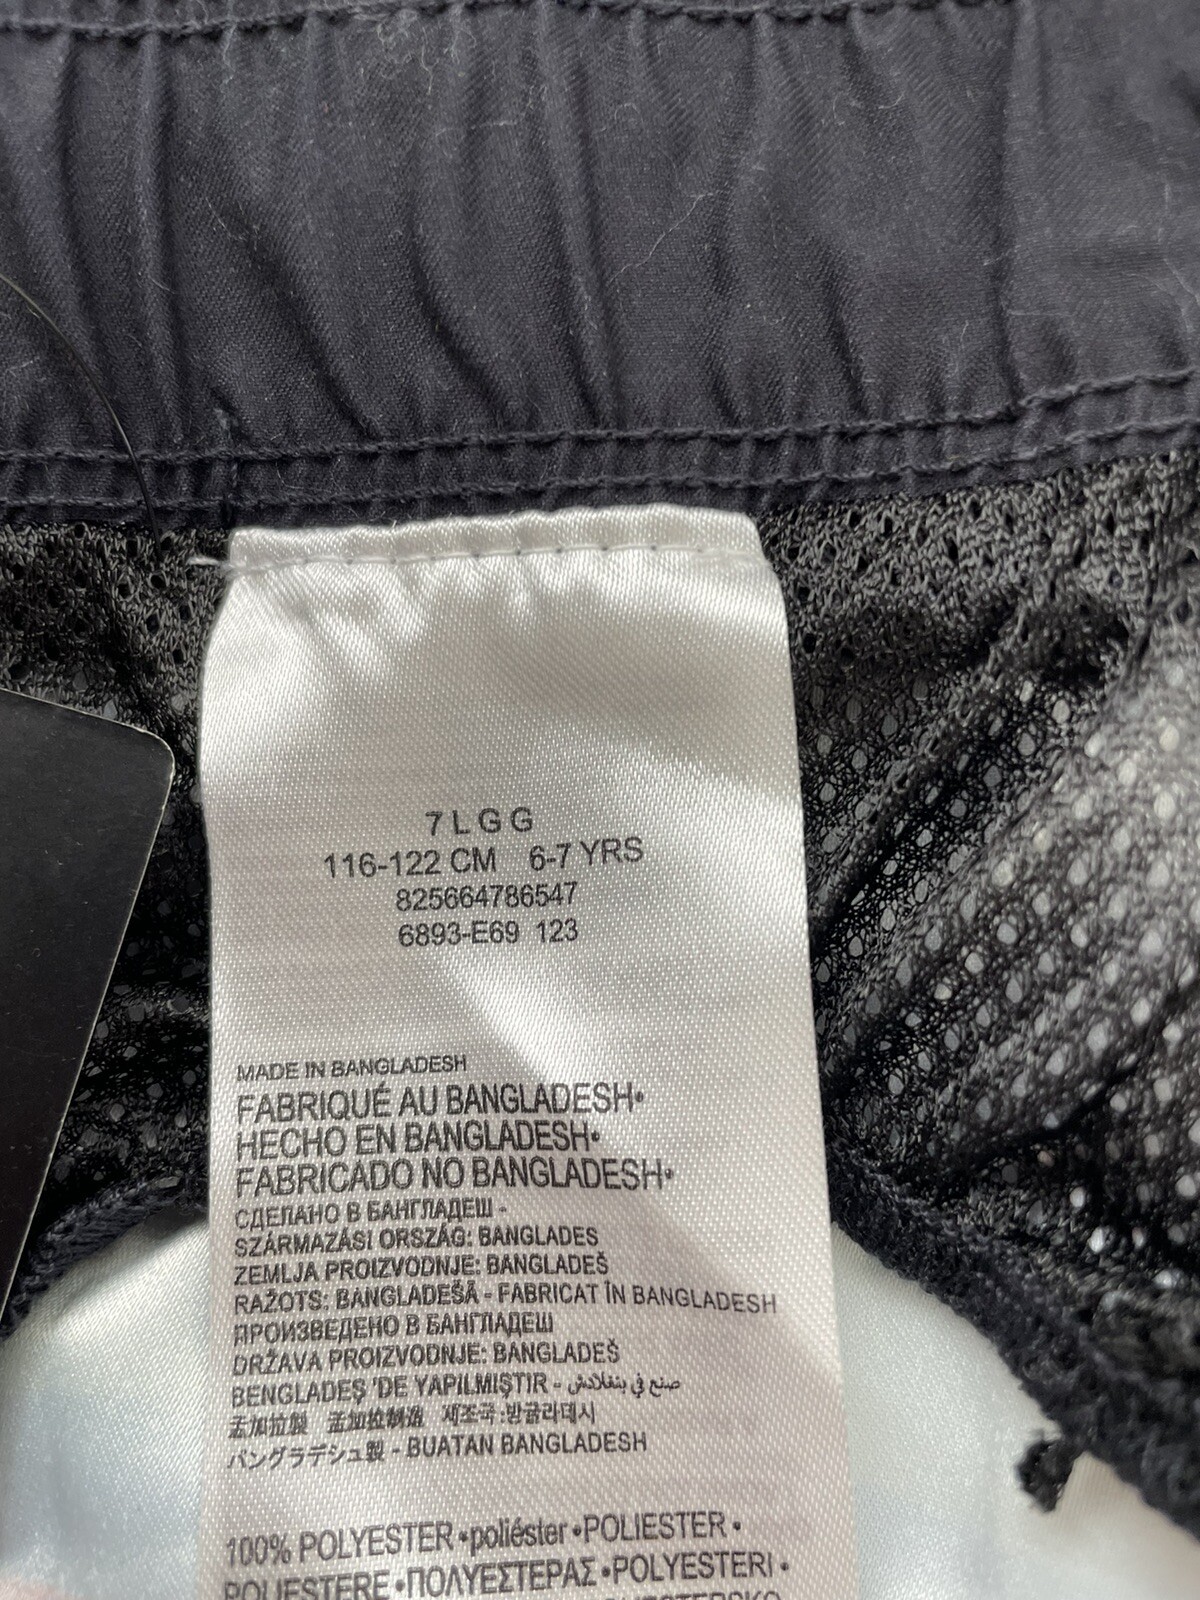 7 L G G
116-122 CM 6-7 YRS
825664786547
6893-E69 123
MADE IN BANGLADESH
FABRIQUÉ AU BANGLADESH•
HECHO EN BANGLADESH•
FABRICADO NO BANGLADESH•
СДЕЛАНО В БАНГЛАДЕШ -
SZÁRMAZÁSI ORSZÁG: BANGLADES
ZEMLJA PROIZVODNJE: BANGLADEŠ
RAŽOTS: BANGLADEŠĀ - FABRICAT ÎN BANGLADESH
ПРОИЗВЕДЕНО В БАНГЛАДЕШ
DRŽAVA PROIZVODNJE: BANGLADEŠ
BENGLADEŞ 'DE YAPILMIŞTIR - صنع في بنغلادش
孟加拉製 孟加拉制造 제조국:방글라데시
バングラデシュ製 - BUATAN BANGLADESH
100% POLYESTER •poliéster •POLIESTER •
POLIESTERE •ΠΟΛΥΕΣΤΕΡΑΣ •POLYESTERI •